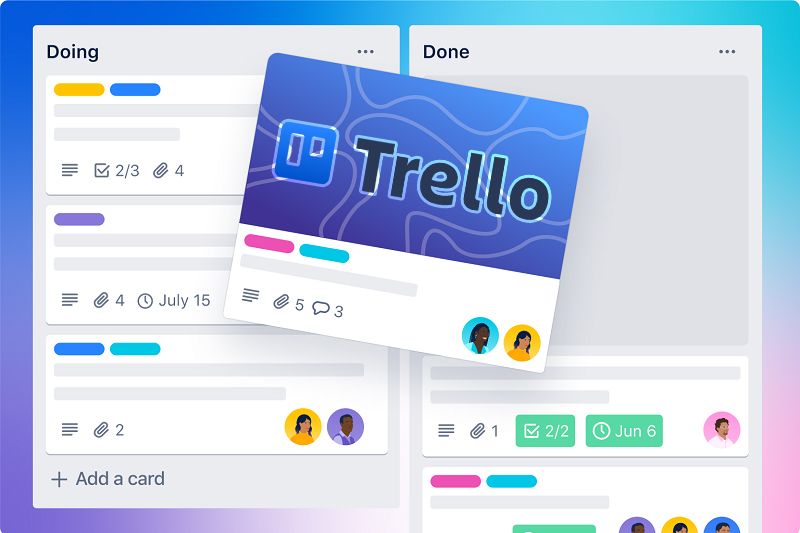 Doing
2/3 4
4 July 15
2
Add a card
Trello
5 3
Done
1 2/2 Jun 6